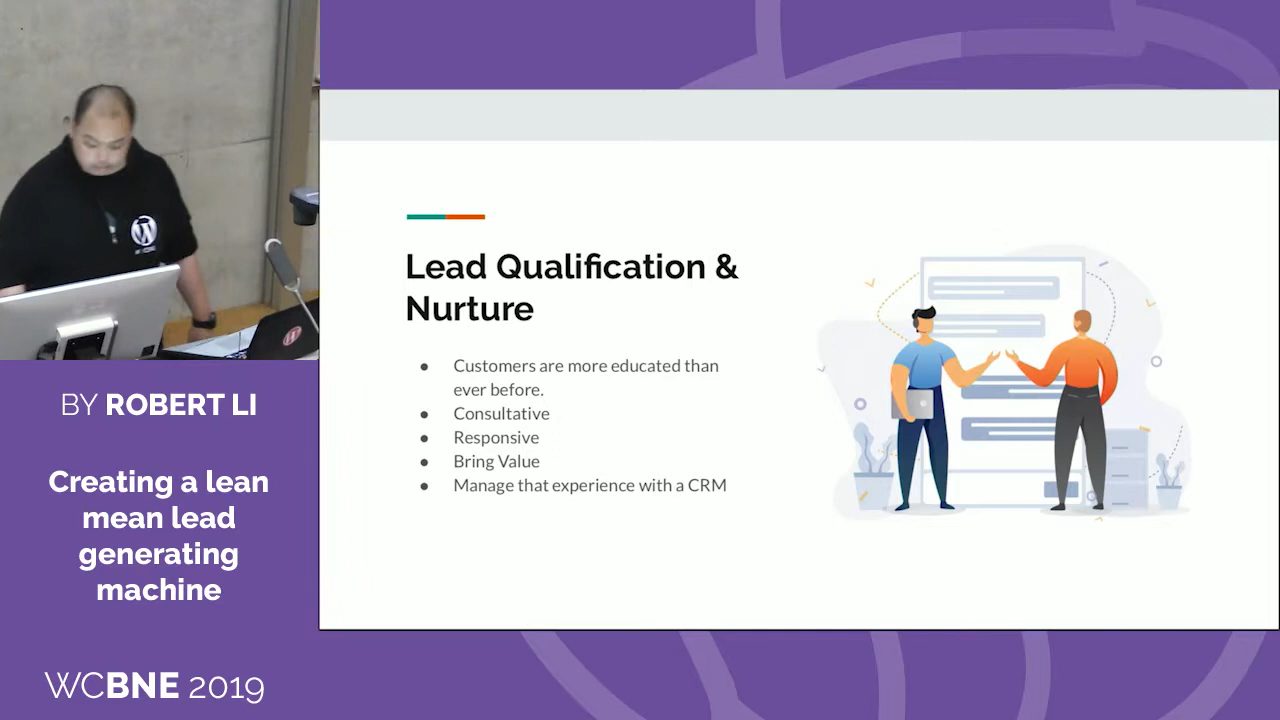 BY ROBERT LI
Creating a lean
mean lead
generating
machine
WCBNE 2019
Lead Qualification &
Nurture
● Customers are more educated than
ever before.
● Consultative
● Responsive
● Bring Value
● Manage that experience with a CRM